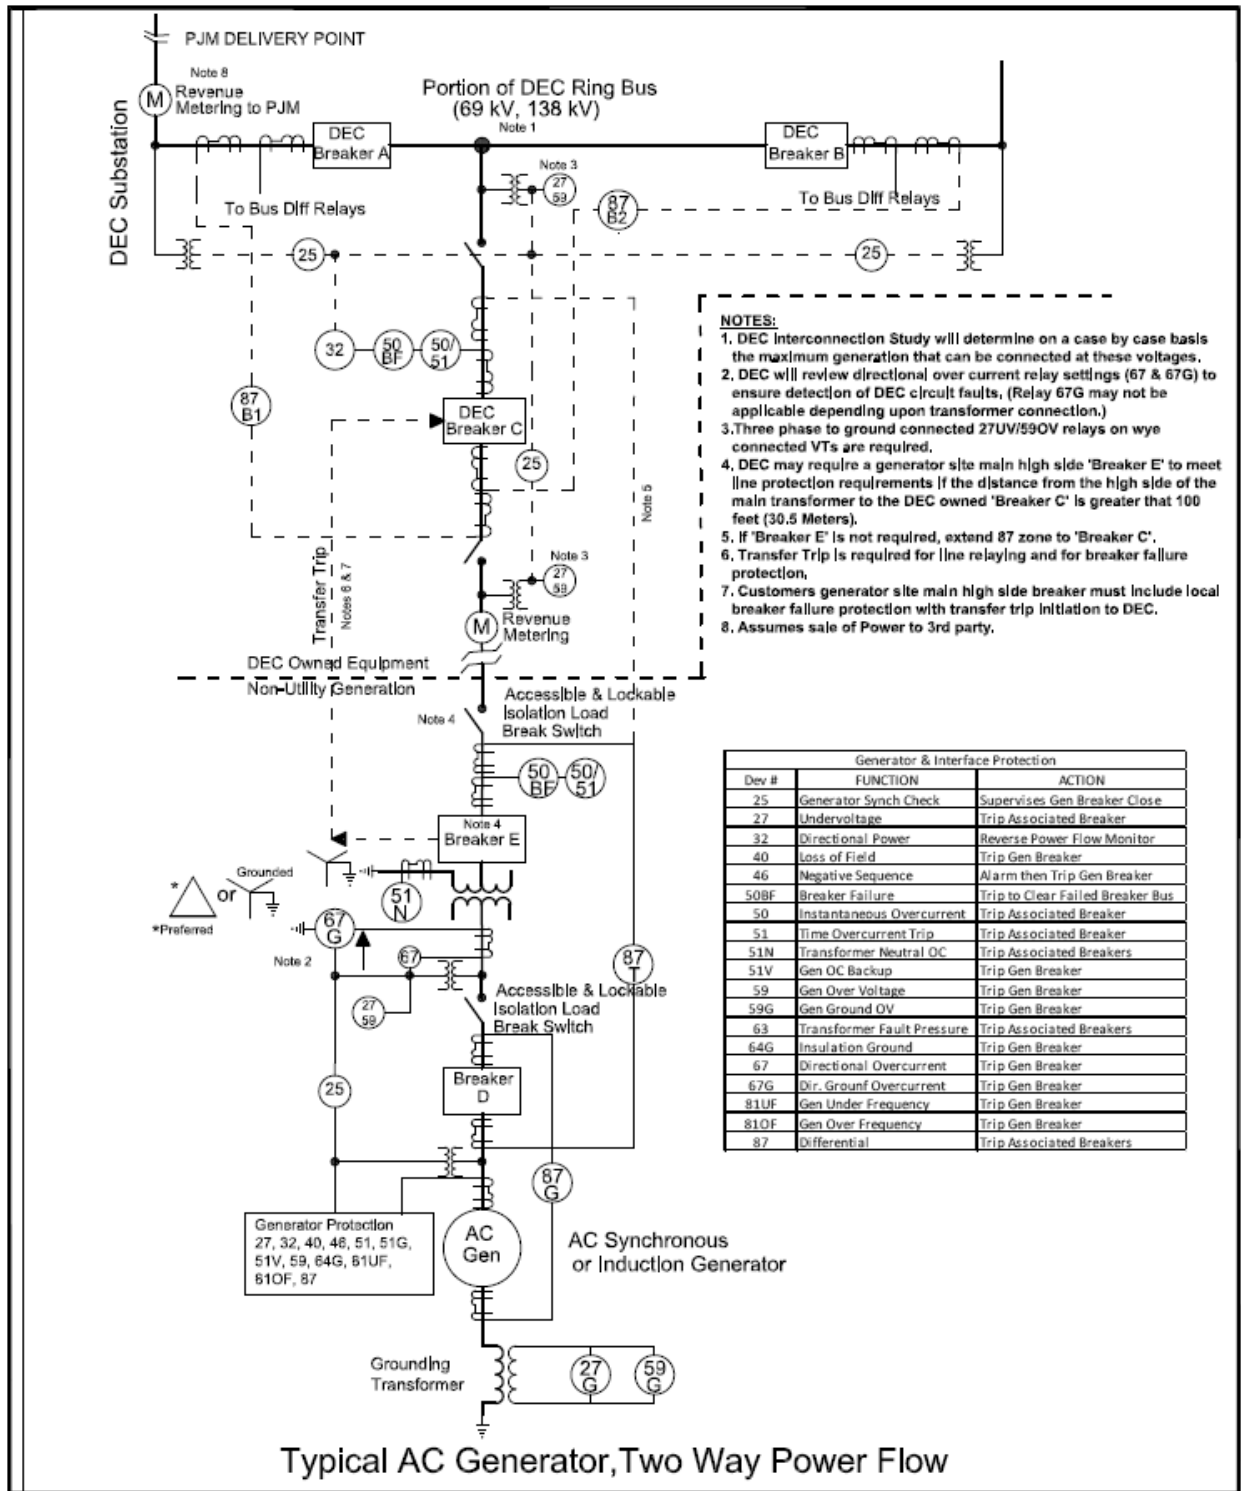 PJM DELIVERY POINT
Note 8
Revenue
Metering to PJM
M
DEC Substation
Portion of DEC Ring Bus
(69 kV, 138 kV)
Note 1
DEC
Breaker A
DEC
Breaker B
Note 3
27
59
87
B2
To Bus Diff Relays
To Bus Diff Relays
25
25
32
50
BF
50/
51
87
B1
DEC
Breaker C
25
Note 5
Transfer Trip
Notes 6 & 7
Note 3
27
59
M
Revenue
Metering
DEC Owned Equipment
Non-Utility Generation
NOTES:
1. DEC Interconnection Study will determine on a case by case basis
the maximum generation that can be connected at these voltages.
2. DEC will review directional over current relay settings (67 & 67G) to
ensure detection of DEC circuit faults, (Relay 67G may not be
applicable depending upon transformer connection.)
3.Three phase to ground connected 27UV/59OV relays on wye
connected VTs are required.
4. DEC may require a generator site main high side 'Breaker E' to meet
line protection requirements if the distance from the high side of the
main transformer to the DEC owned 'Breaker C' is greater that 100
feet (30.5 Meters).
5. If 'Breaker E' is not required, extend 87 zone to 'Breaker C'.
6. Transfer Trip is required for line relaying and for breaker failure
protection,
7. Customers generator site main high side breaker must include local
breaker failure protection with transfer trip initiation to DEC.
8. Assumes sale of Power to 3rd party.
Accessible & Lockable
Isolation Load
Break Switch
Note 4
50
BF
50/
51
Note 4
Breaker E
* or Grounded
*Preferred
51
N
67
G
Note 2
67
27
59
87
T
Accessible & Lockable
Isolation Load
Break Switch
Breaker
D
25
87
G
Generator Protection
27, 32, 40, 46, 51, 51G,
51V, 59, 64G, 81UF,
81OF, 87
AC
Gen
AC Synchronous
or Induction Generator
Grounding
Transformer
27
G
59
G
Generator & Interface Protection
Dev # FUNCTION ACTION
25 Generator Synch Check Supervises Gen Breaker Close
27 Undervoltage Trip Associated Breaker
32 Directional Power Reverse Power Flow Monitor
40 Loss of Field Trip Gen Breaker
46 Negative Sequence Alarm then Trip Gen Breaker
50BF Breaker Failure Trip to Clear Failed Breaker Bus
50 Instantaneous Overcurrent Trip Associated Breaker
51 Time Overcurrent Trip Trip Associated Breaker
51N Transformer Neutral OC Trip Associated Breakers
51V Gen OC Backup Trip Gen Breaker
59 Gen Over Voltage Trip Gen Breaker
59G Gen Ground OV Trip Gen Breaker
63 Transformer Fault Pressure Trip Associated Breakers
64G Insulation Ground Trip Gen Breaker
67 Directional Overcurrent Trip Gen Breaker
67G Dir. Grounf Overcurrent Trip Gen Breaker
81UF Gen Under Frequency Trip Gen Breaker
81OF Gen Over Frequency Trip Gen Breaker
87 Differential Trip Associated Breakers
Typical AC Generator,Two Way Power Flow